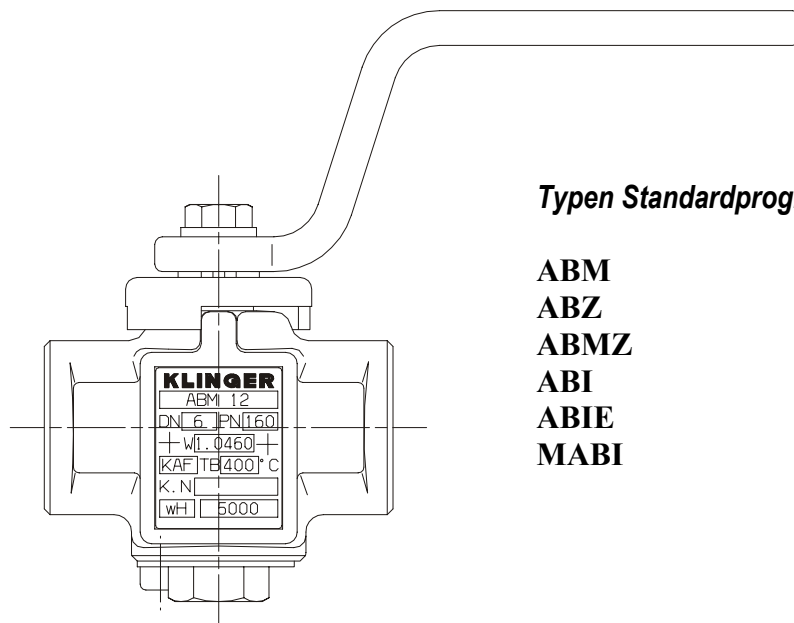 Typen Standardprog
ABM
ABZ
ABMZ
ABI
ABIE
MABI
KLINGER
ABM 12
DN 6 PN 160
W 1.0460
KAF TB 400 °C
K.N
wH 5000